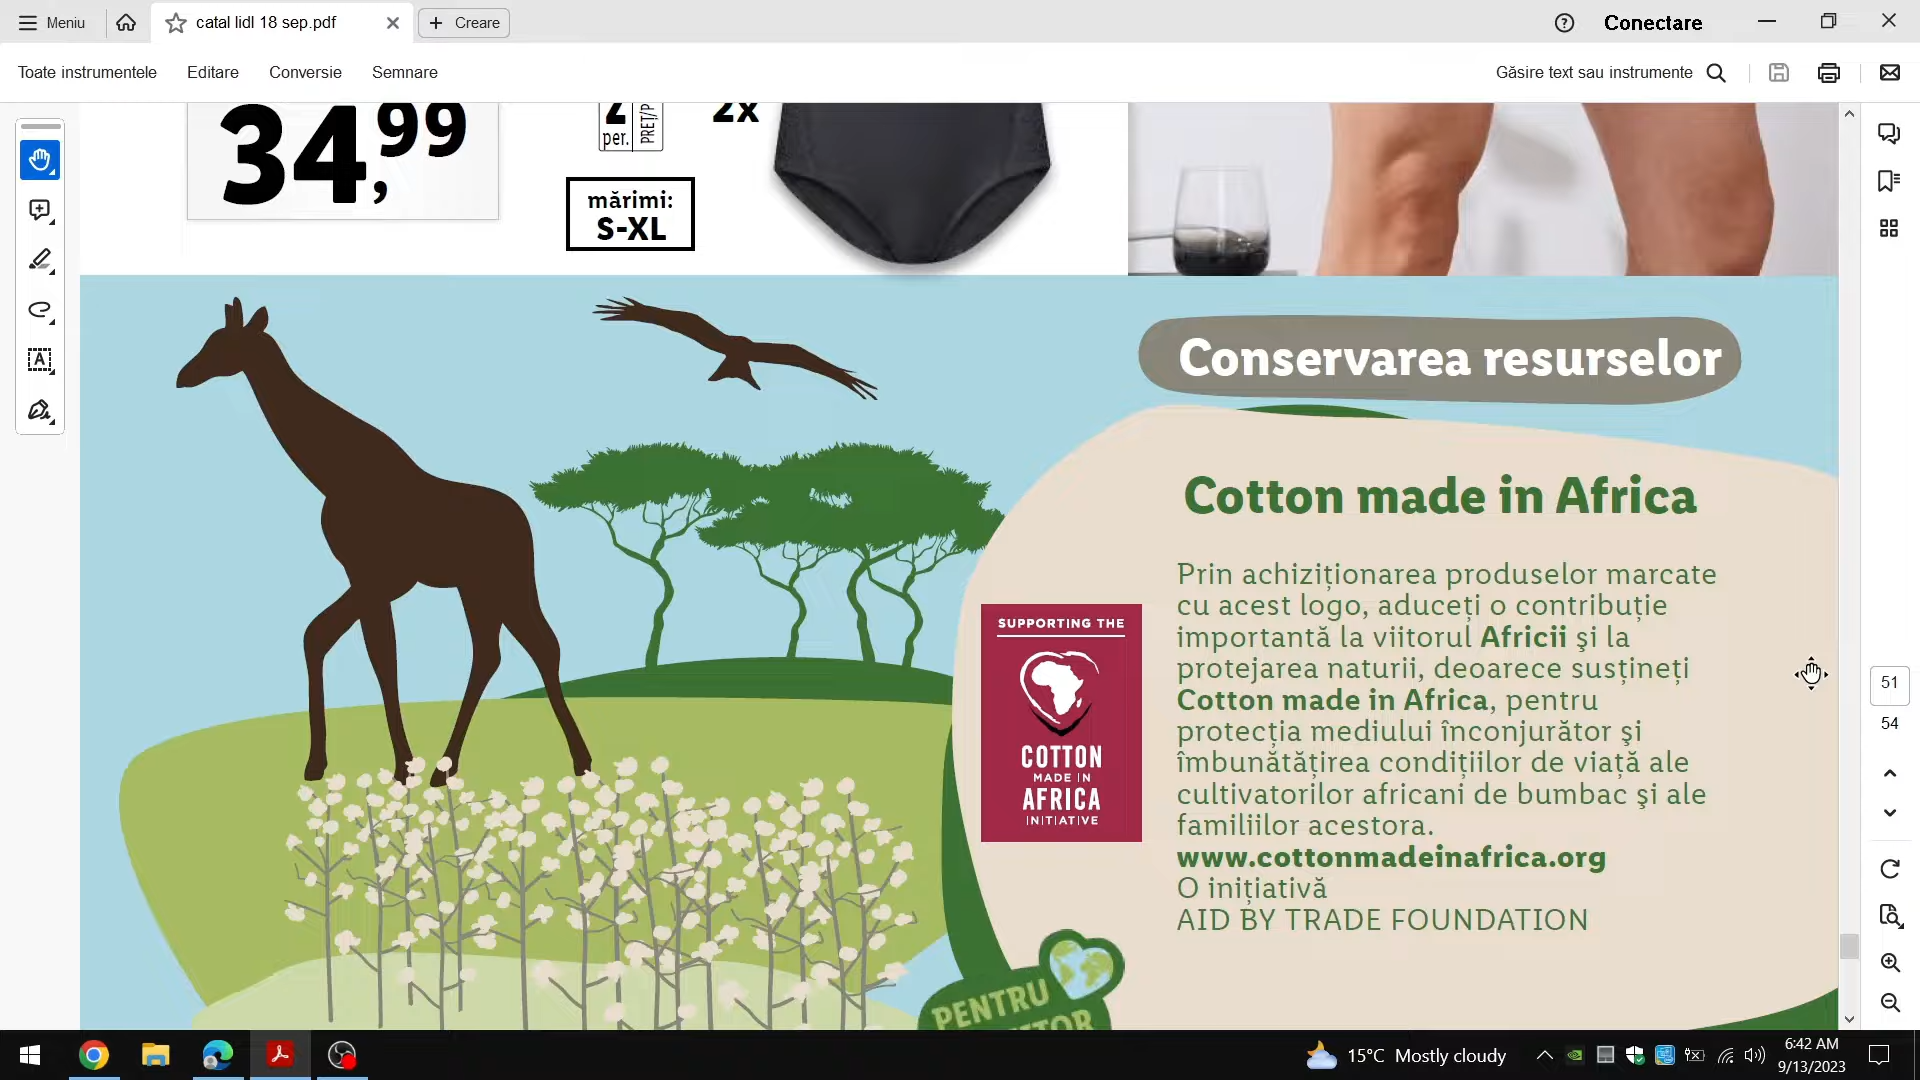 Meniu
catal lidl 18 sep.pdf
Creare
Conectare
Toate instrumentele
Editare
Conversie
Semnare
Găsire text sau instrumente
34,99
2
per.
PREȚ/P
2x
mărimi:
S-XL
Conservarea resurselor
Cotton made in Africa
Prin achiziționarea produselor marcate
cu acest logo, aduceți o contribuție
importantă la viitorul Africii și la
protejarea naturii, deoarece susțineți
Cotton made in Africa, pentru
protecția mediului înconjurător și
îmbunătățirea condițiilor de viață ale
cultivatorilor africani de bumbac și ale
familiilor acestora.
www.cottonmadeinafrica.org
O inițiativă
AID BY TRADE FOUNDATION
SUPPORTING THE
COTTON
MADE IN
AFRICA
INITIATIVE
PENTRU
51
54
15°C Mostly cloudy
6:42 AM
9/13/2023